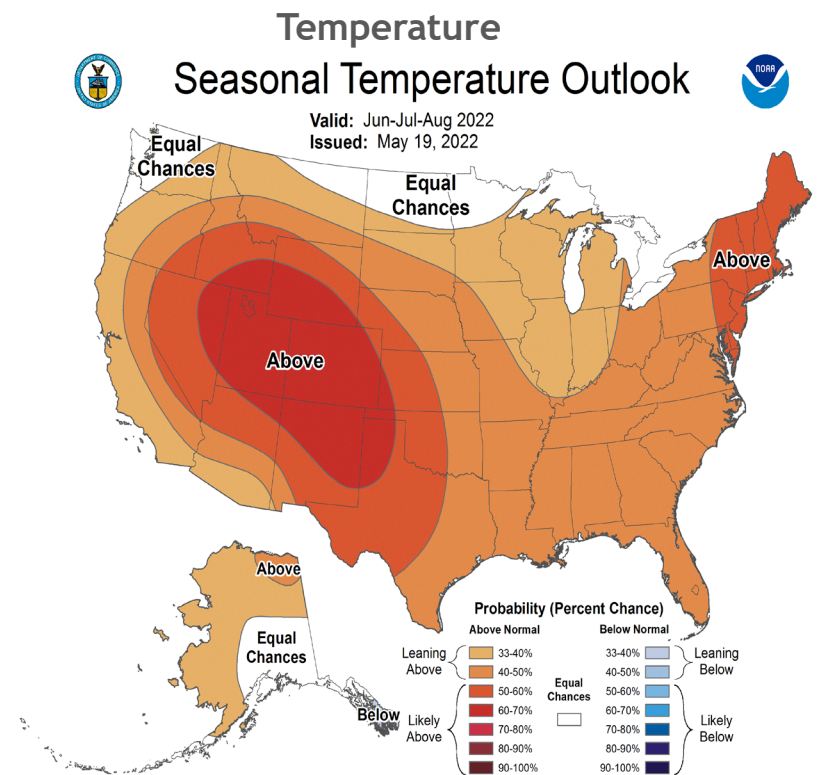 Temperature
Seasonal Temperature Outlook
NOAA
Valid: Jun-Jul-Aug 2022
Issued: May 19, 2022
Equal
Chances
Equal
Chances
Above
Above
Above
Equal
Chances
Below
Probability (Percent Chance)
Above Normal
Below Normal
Leaning
Above
33-40%
40-50%
Likely
Above
50-60%
60-70%
70-80%
80-90%
90-100%
Equal
Chances
33-40%
40-50%
Leaning
Below
50-60%
60-70%
70-80%
80-90%
90-100%
Likely
Below